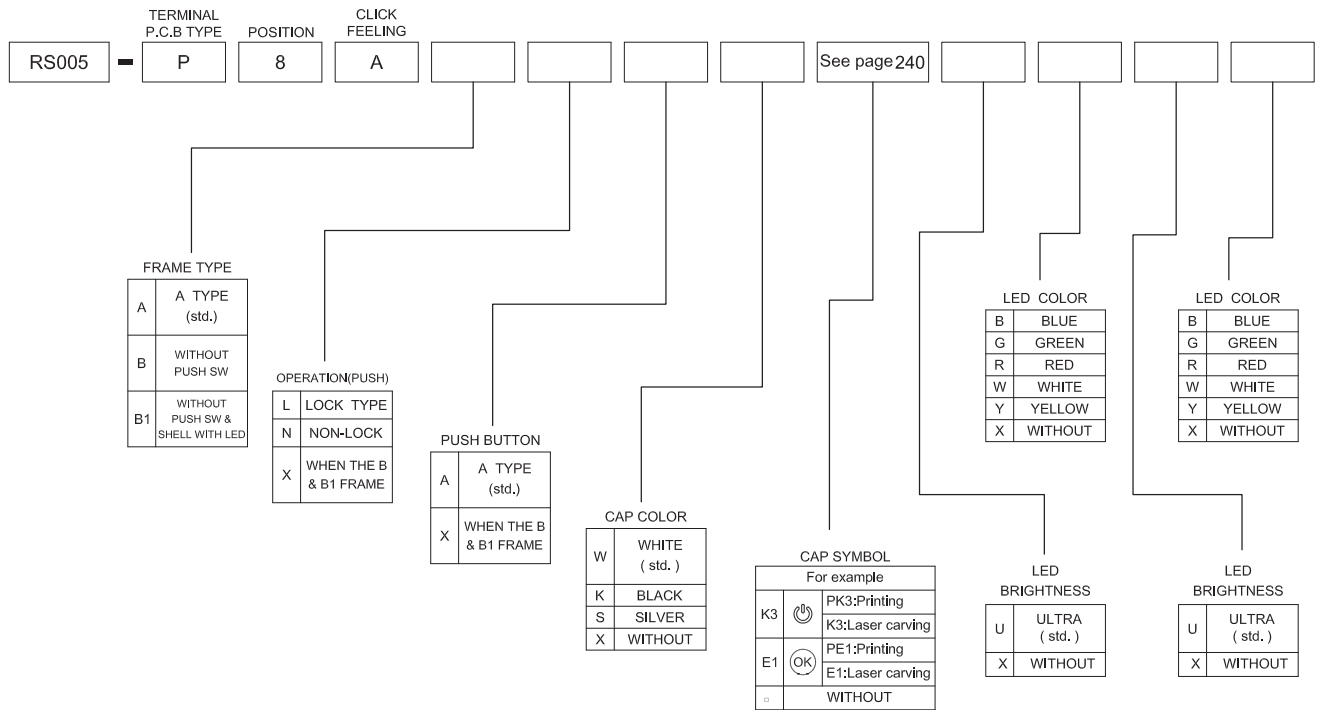 TERMINAL
P.C.B TYPE
POSITION
CLICK
FEELING
RS005 - P 8 A See page 240
FRAME TYPE
A A TYPE
(std.)
B WITHOUT
PUSH SW
B1 WITHOUT
PUSH SW &
SHELL WITH LED
OPERATION(PUSH)
L LOCK TYPE
N NON-LOCK
X WHEN THE B
& B1 FRAME
PUSH BUTTON
A A TYPE
(std.)
X WHEN THE B
& B1 FRAME
CAP COLOR
W WHITE
( std. )
K BLACK
S SILVER
X WITHOUT
CAP SYMBOL
For example
K3 PK3:Printing
K3:Laser carving
E1 OK PE1:Printing
E1:Laser carving
WITHOUT
LED BRIGHTNESS
U ULTRA
( std. )
X WITHOUT
LED COLOR
B BLUE
G GREEN
R RED
W WHITE
Y YELLOW
X WITHOUT
LED
BRIGHTNESS
U ULTRA
( std. )
X WITHOUT
LED COLOR
B BLUE
G GREEN
R RED
W WHITE
Y YELLOW
X WITHOUT